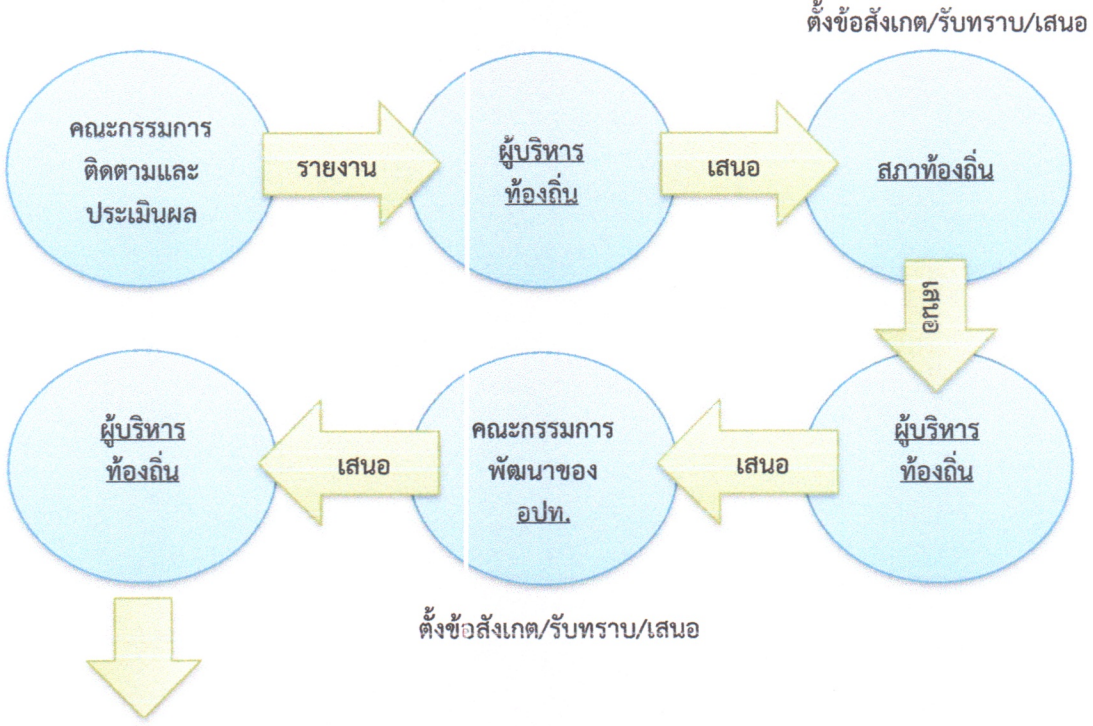 ตั้งข้อสังเกต/รับทราบ/เสนอ
คณะกรรมการ
ติดตามและ
ประเมินผล
รายงาน
ผู้บริหาร
ท้องถิ่น
เสนอ
สภาท้องถิ่น
เสนอ
ผู้บริหาร
ท้องถิ่น
เสนอ
คณะกรรมการ
พัฒนาของ
อปท.
เสนอ
ผู้บริหาร
ท้องถิ่น
ตั้งข้อสังเกต/รับทราบ/เสนอ